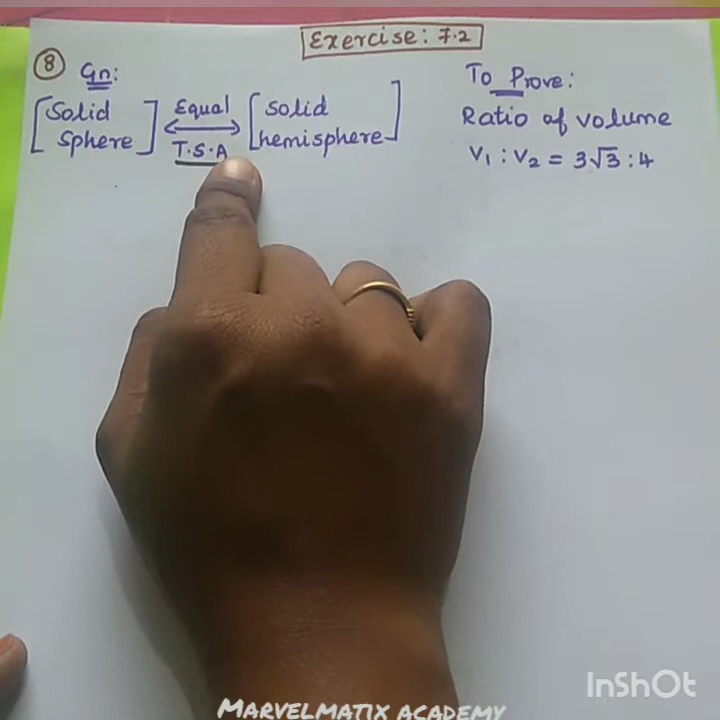 Exercise: 7.2
8 Gn:
[Solid Sphere] Equal T.S.A [Solid hemisphere]
To Prove:
Ratio of volume
V₁ : V₂ = 3√3 : 4
InShOt
MARVELMATIX ACADEMY